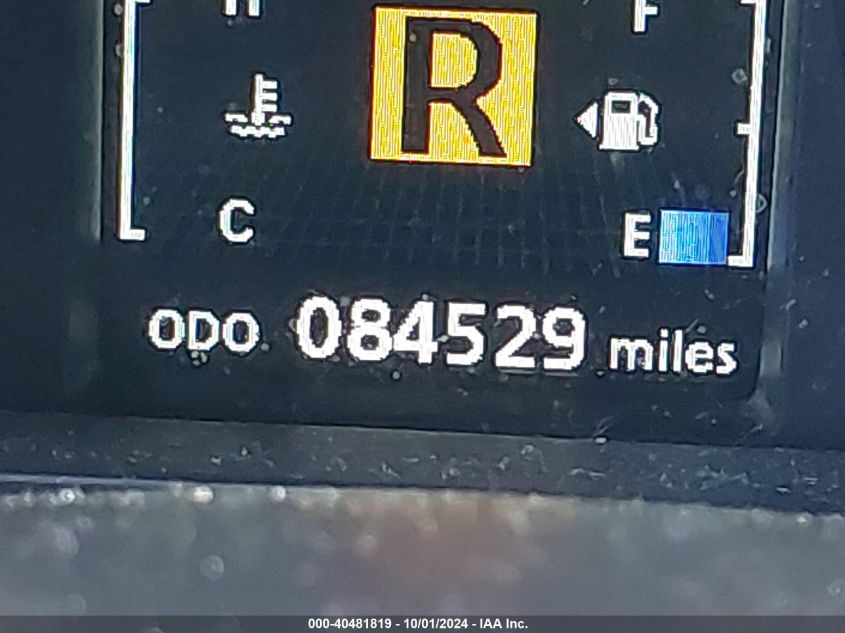 H F
R
C E
ODO 084529 miles
000-40481819 - 10/01/2024 - IAA Inc.